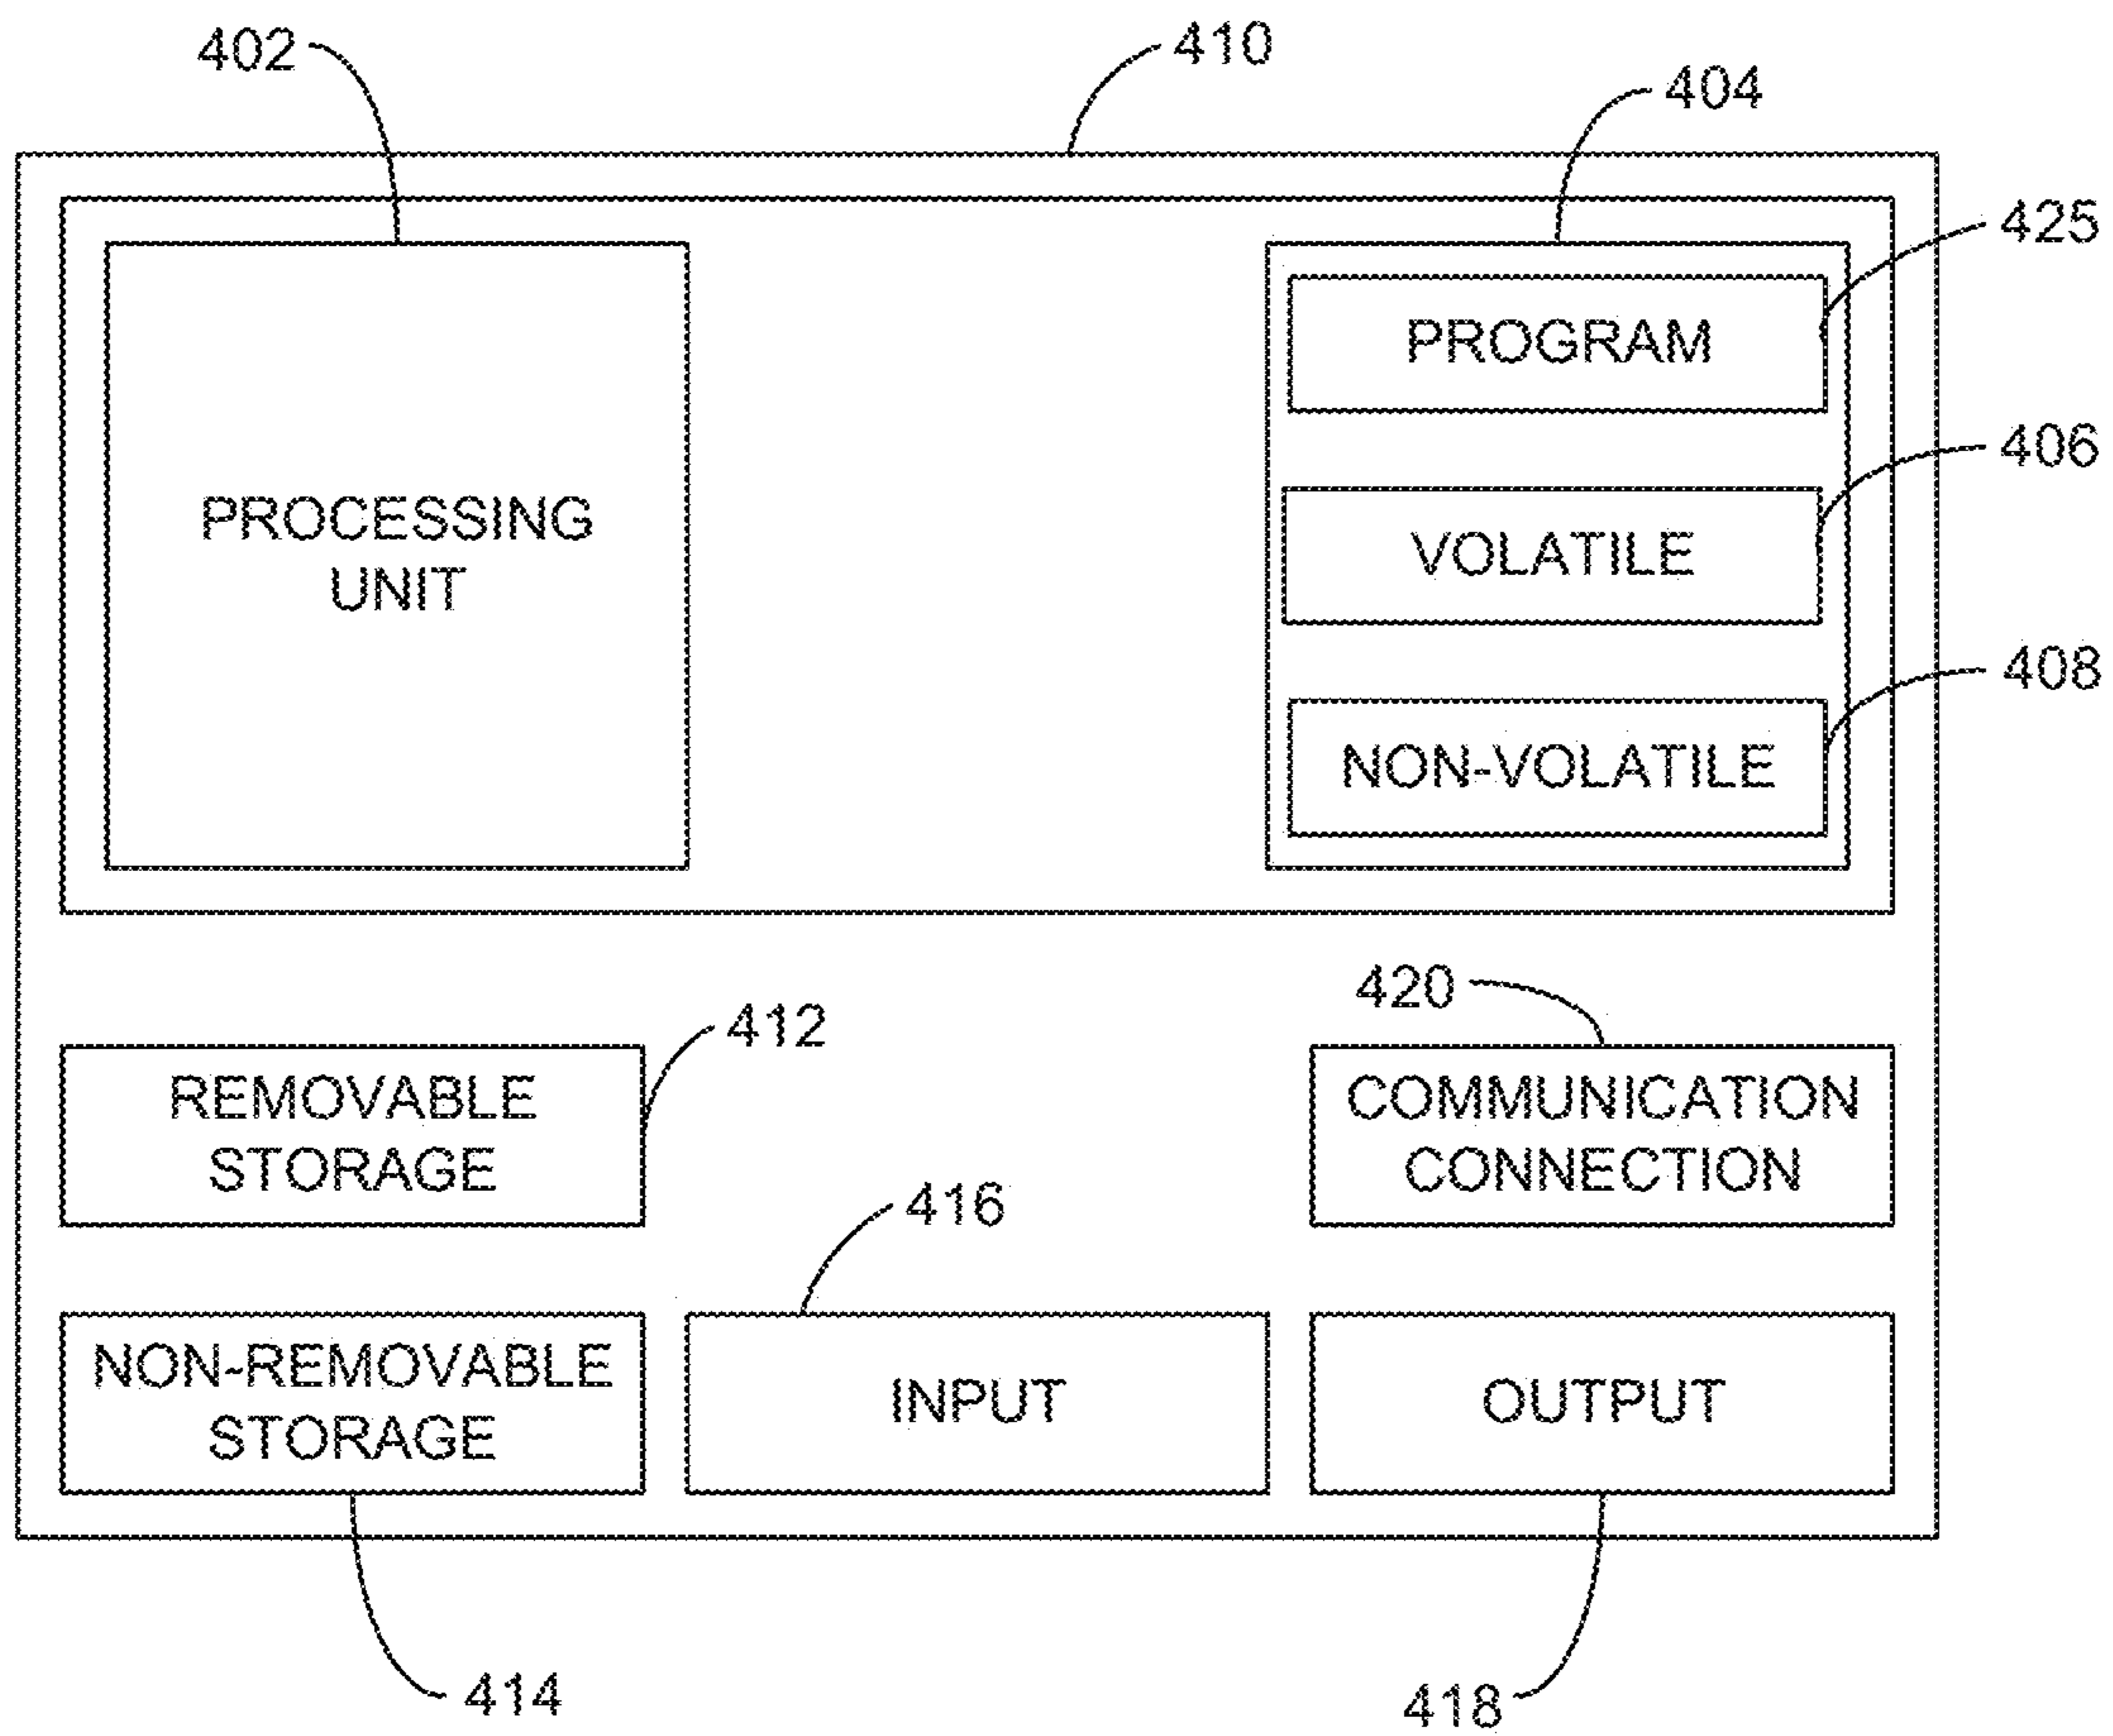 402
410
404
425
PROGRAM
406
VOLATILE
PROCESSING
UNIT
408
NON-VOLATILE
420
412
REMOVABLE
STORAGE
COMMUNICATION
CONNECTION
416
NON-REMOVABLE
STORAGE
INPUT
OUTPUT
414
418